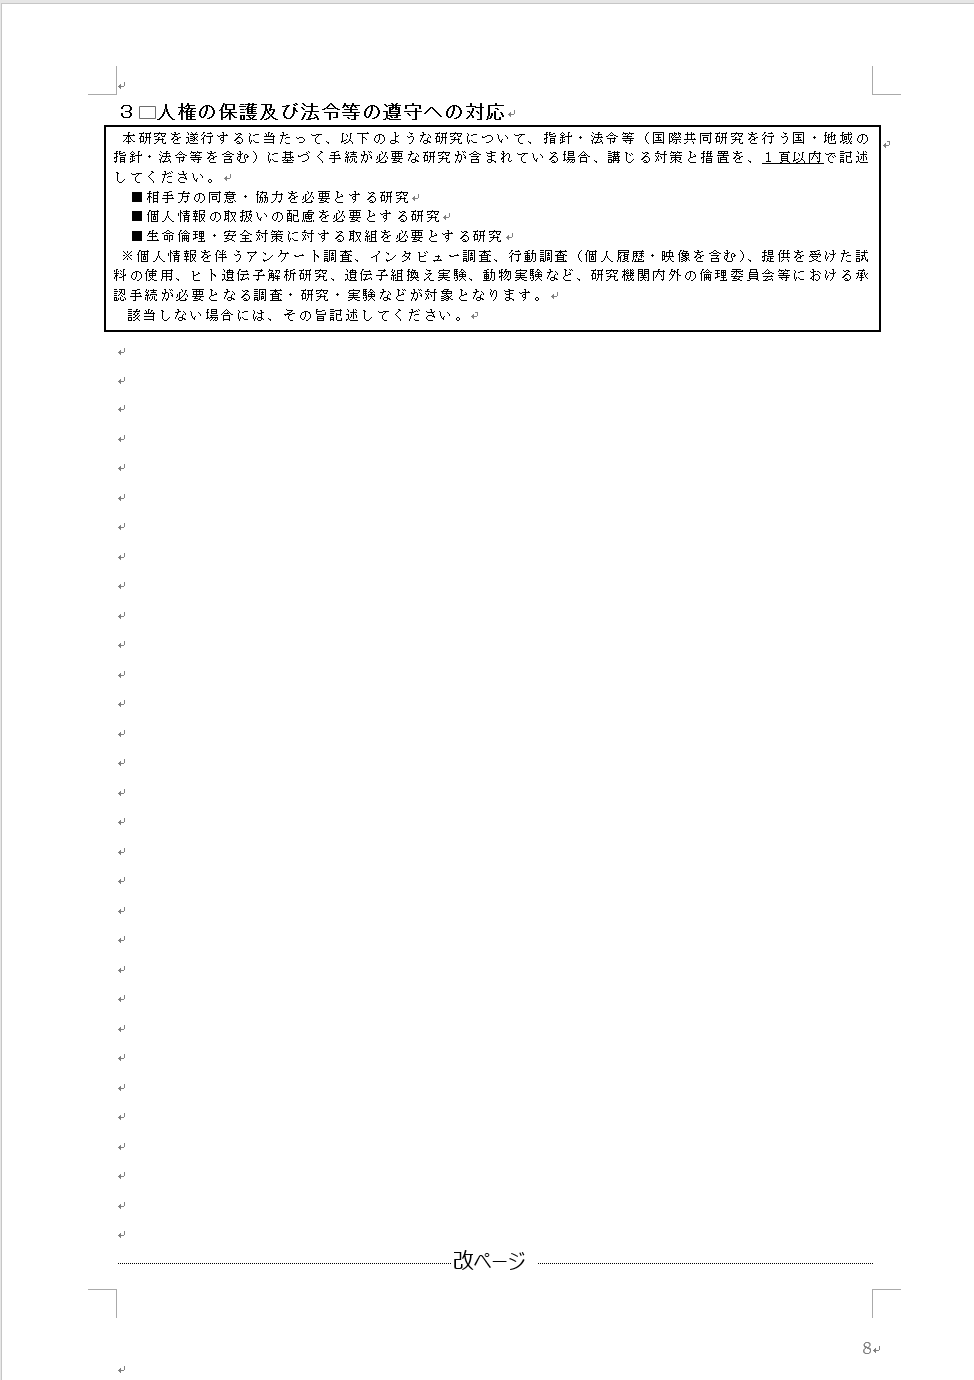 ３□人権の保護及び法令等の遵守への対応
本研究を遂行するに当たって、以下のような研究について、指針・法令等（国際共同研究を行う国・地域の
指針・法令等を含む）に基づく手続が必要な研究が含まれている場合、講じる対策と措置を、１頁以内で記述
してください。
■相手方の同意・協力を必要とする研究
■個人情報の取扱いの配慮を必要とする研究
■生命倫理・安全対策に対する取組を必要とする研究
※個人情報を伴うアンケート調査、インタビュー調査、行動調査（個人履歴・映像を含む）、提供を受けた試
料の使用、ヒト遺伝子解析研究、遺伝子組換え実験、動物実験など、研究機関内外の倫理委員会等における承
認手続が必要となる調査・研究・実験などが対象となります。
該当しない場合には、その旨記述してください。
改ページ
8